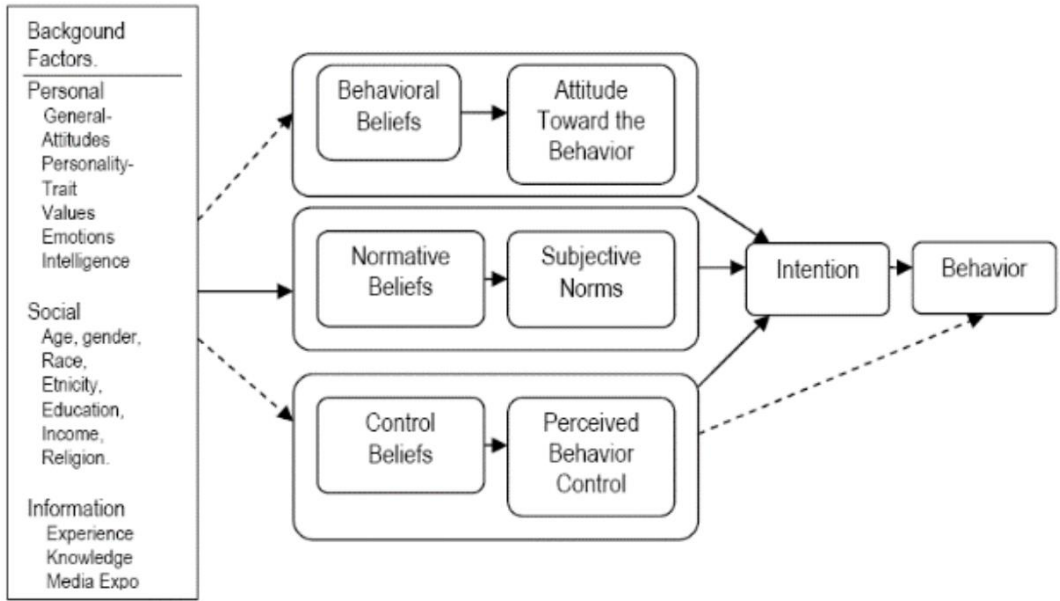 Backgound
Factors.
Personal
General-
Attitudes
Personality-
Trait
Values
Emotions
Intelligence
Social
Age, gender,
Race,
Etnicity,
Education,
Income,
Religion.
Information
Experience
Knowledge
Media Expo
Behavioral
Beliefs
Attitude
Toward the
Behavior
Normative
Beliefs
Subjective
Norms
Control
Beliefs
Perceived
Behavior
Control
Intention
Behavior